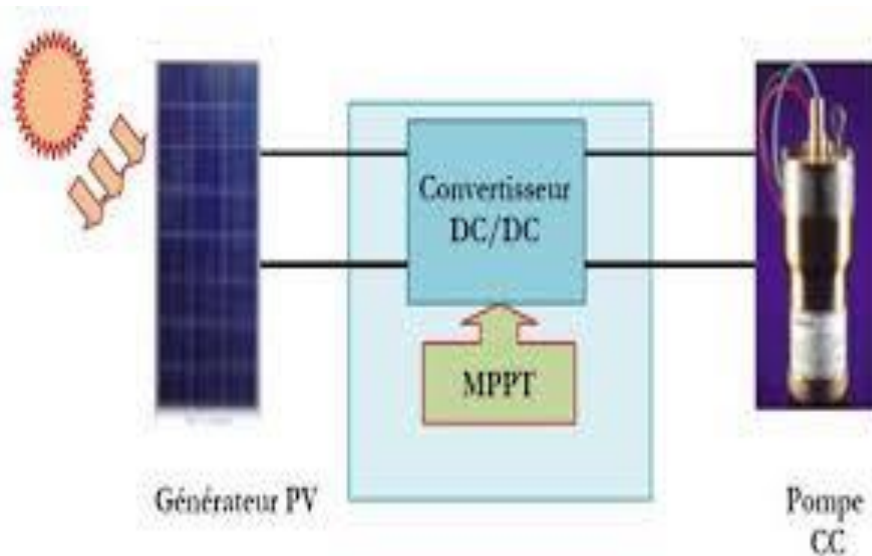 Convertisseur
DC/DC
MPPT
Générateur PV
Pompe
CC